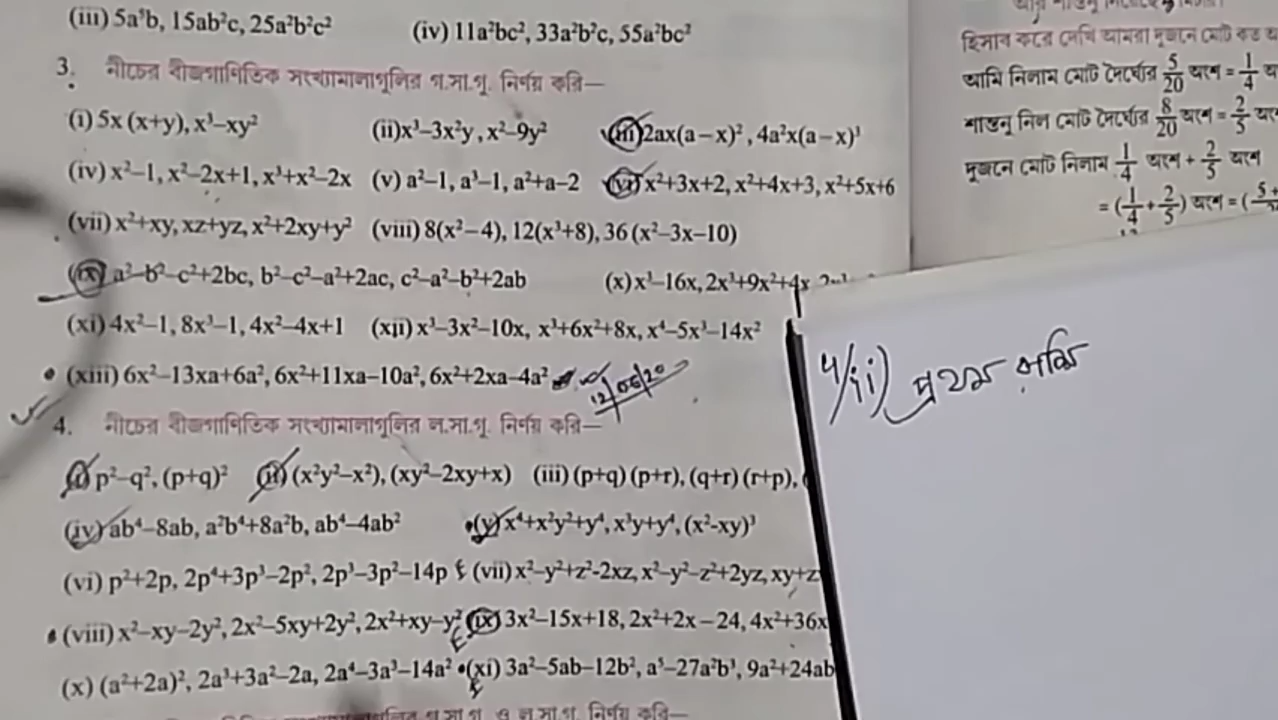 (iii) 5a⁵b, 15ab²c, 25a²b²c² (iv) 11a²bc², 33a²b²c, 55a²bc²
3. নীচের বীজগাণিতিক সংখ্যামালাগুলির গ.সা.গু. নির্ণয় করি—
(i) 5x (x+y), x³–xy² (ii) x³–3x²y , x²–9y² (iii) 2ax(a–x)² , 4a²x(a–x)³
(iv) x²–1, x²–2x+1, x³+x²–2x (v) a²–1, a³–1, a²+a–2 (vi) x²+3x+2, x²+4x+3, x²+5x+6
(vii) x²+xy, xz+yz, x²+2xy+y² (viii) 8(x²–4), 12(x³+8), 36 (x²–3x–10)
(ix) a²–b²–c²+2bc, b²–c²–a²+2ac, c²–a²–b²+2ab (x) x³–16x, 2x³+9x²+4x
(xi) 4x²–1, 8x³–1, 4x²–4x+1 (xii) x³–3x²–10x, x³+6x²+8x, x⁴–5x³–14x²
(xiii) 6x²–13xa+6a², 6x²+11xa–10a², 6x²+2xa–4a²
12/06/20
4. নীচের বীজগাণিতিক সংখ্যামালাগুলির ল.সা.গু. নির্ণয় করি—
(i) p²–q², (p+q)² (ii) (x²y²–x²), (xy²–2xy+x) (iii) (p+q) (p+r), (q+r) (r+p),
(iv) ab⁴–8ab, a²b⁴+8a²b, ab⁴–4ab² (v) x⁴+x²y²+y⁴, x³y+y⁴, (x²-xy)³
(vi) p²+2p, 2p⁴+3p³–2p², 2p³–3p²–14p (vii) x²–y²+z²-2xz, x²–y²–z²+2yz, xy+z
(viii) x²–xy–2y², 2x²–5xy+2y², 2x²+xy–y² (ix) 3x²–15x+18, 2x²+2x–24, 4x²+36x
(x) (a²+2a)², 2a³+3a²–2a, 2a⁴–3a³–14a² (xi) 3a²–5ab–12b², a⁵–27a²b³, 9a²+24ab
গ.সা.গু. ও ল.সা.গু. নির্ণয় করি—
হিসাব করে দেখি আমরা দুজনে মোট কত
আমি নিলাম মোট দৈর্ঘ্যের 5/20 অংশ = 1/4
শান্তনু নিল মোট দৈর্ঘ্যের 8/20 অংশ = 2/5
দুজনে মোট নিলাম 1/4 অংশ + 2/5 অংশ
= (1/4 + 2/5) অংশ = (5+
4/ii) প্রথম রাশি